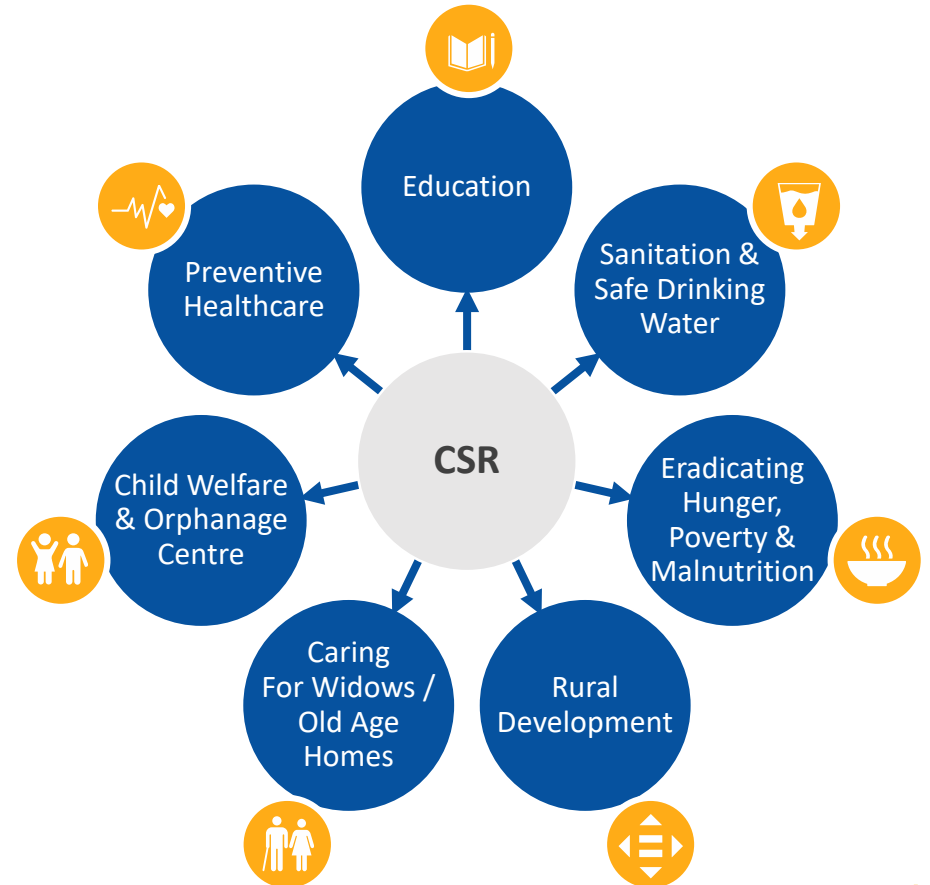 Education
Sanitation &
Safe Drinking
Water
Eradicating
Hunger,
Poverty &
Malnutrition
Rural
Development
Caring
For Widows /
Old Age
Homes
Child Welfare
& Orphanage
Centre
Preventive
Healthcare
CSR